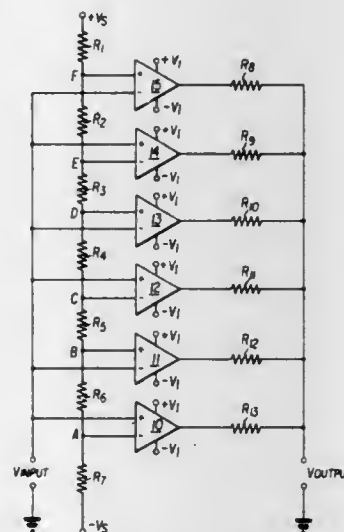 +VS
R1
+V1
F
+
15
R8
-
R2
-V1
+V1
+
14
R9
E
-
R3
-V1
+V1
D
+
13
R10
-
R4
-V1
+V1
+
12
R11
C
-
R5
-V1
+V1
B
+
11
R12
-
R6
-V1
+V1
+
10
R13
A
-
-V1
VINPUT
R7
VOUTPUT
-VS